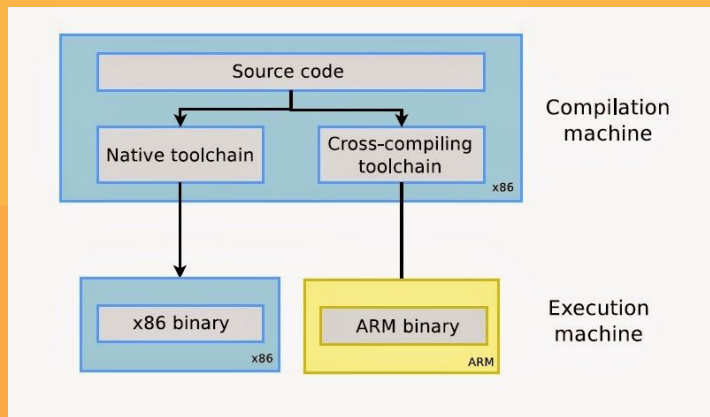 Source code
Compilation
machine
Native toolchain
Cross-compiling
toolchain
x86
x86 binary
x86
ARM binary
ARM
Execution
machine